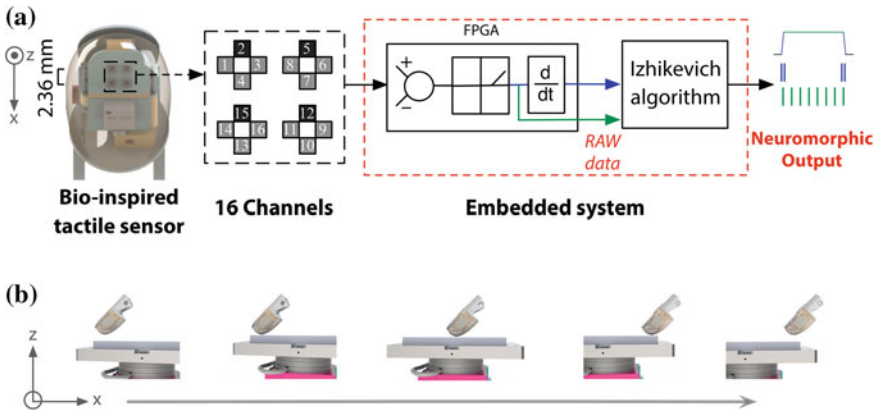 (a)
z
x
2.36 mm
Bio-inspired
tactile sensor
2
1 3
4
5
8 6
7
15
14 16
13
12
11 9
10
16 Channels
FPGA
+
−
d
dt
RAW
data
Izhikevich
algorithm
Embedded system
Neuromorphic
Output
(b)
z
x